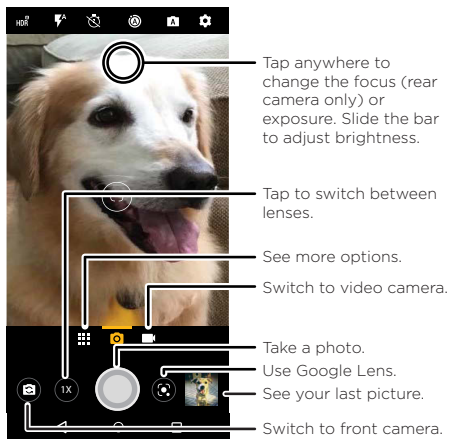 HDR
A
A
Tap anywhere to
change the focus (rear
camera only) or
exposure. Slide the bar
to adjust brightness.
Tap to switch between
lenses.
See more options.
Switch to video camera.
Take a photo.
Use Google Lens.
1X
See your last picture.
Switch to front camera.